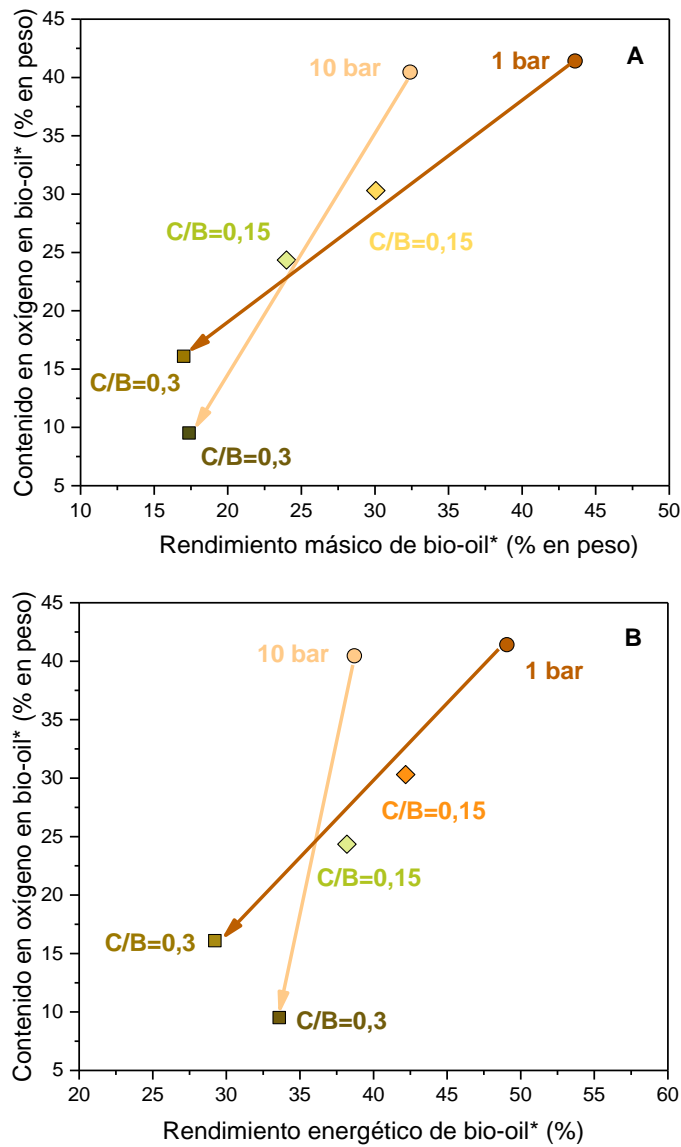 45
40
35
30
25
20
15
10
5
Contenido en oxígeno en bio-oil* (% en peso)
10 bar
1 bar
A
C/B=0,15
C/B=0,15
C/B=0,3
C/B=0,3
10 15 20 25 30 35 40 45 50
Rendimiento másico de bio-oil* (% en peso)
45
40
35
30
25
20
15
10
5
Contenido en oxígeno en bio-oil* (% en peso)
B
10 bar
1 bar
C/B=0,15
C/B=0,15
C/B=0,3
C/B=0,3
20 25 30 35 40 45 50 55 60
Rendimiento energético de bio-oil* (%)